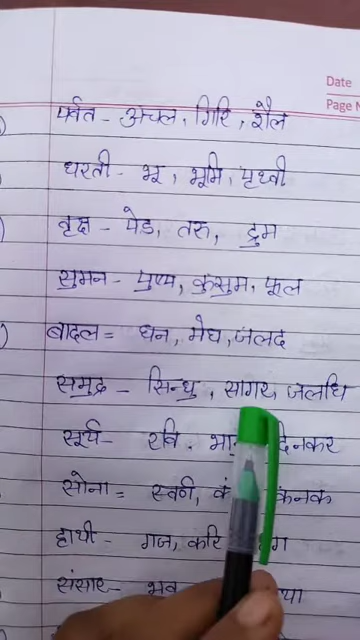 Date
Page N
पर्वत - अचल, गिरि, शैल
धरती - भू, भूमि, पृथ्वी
वृक्ष - पेड, तरु, द्रुम
सुमन - पुष्प, कुसुम, फूल
बादल = घन, मेघ, जलद
समुद्र - सिन्धु, सागर, जलधि
सूर्य - रवि, दिनकर
सोना = स्वर्ण, कनक
हाथी - गज, करि
संसार - भव